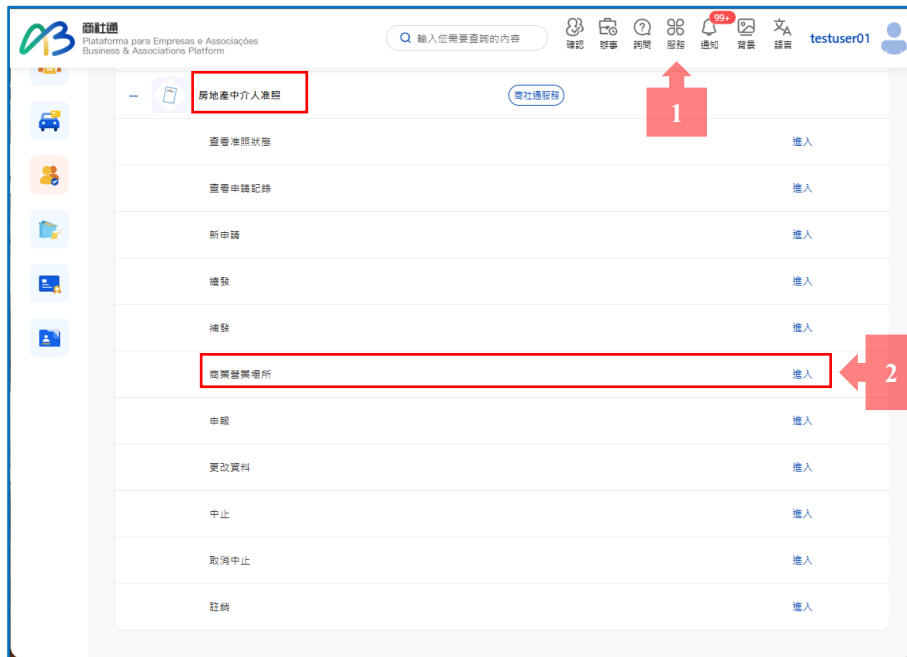 商社通
Plataforma para Empresas e Associações
Business & Associations Platform
輸入您需要查詢的內容
確認
辦事
詢問
服務
99+
通知
背景
語言
testuser01
房地產中介人准照
商社通服務
1
查看准照狀態 進入
查看申請記錄 進入
新申請 進入
續發 進入
補發 進入
商業營業場所 進入
2
申報 進入
更改資料 進入
中止 進入
取消中止 進入
註銷 進入